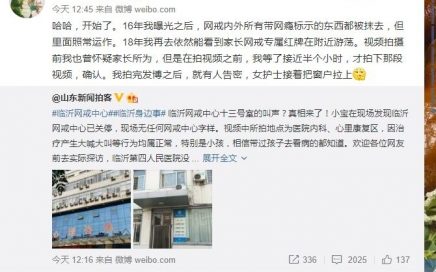 今天 12:45 来自 微博 weibo.com
哈哈，开始了。16年我曝光之后，网戒内外所有带网瘾标示的东西都被抹去，但
里面照常运作。18年我再去依然能看到家长网戒专属红牌在附近游荡。视频拍摄
前我也曾怀疑家长所为，但是在拍视频之前，我等了接近半个小时，才拍下那段
视频，确认。我拍完发博之后，就有人告密，女护士接着把窗户拉上
@山东新闻拍客
#临沂网戒中心##临沂身边事# 临沂网戒中心十三号室的叫声？真相来了！小宝在现场发现临沂
网戒中心已关停，现场无任何网戒中心字样。视频中所拍地点为医院内科、心里康复区，因治
疗产生大喊大叫等行为均属正常，特别是小孩，相信带过孩子去看病的都知道。欢迎各位网友
前去实际探访，临沂第四人民医院没 ... 展开全文
今天 12:16 来自 微博 weibo.com
336
2025
137